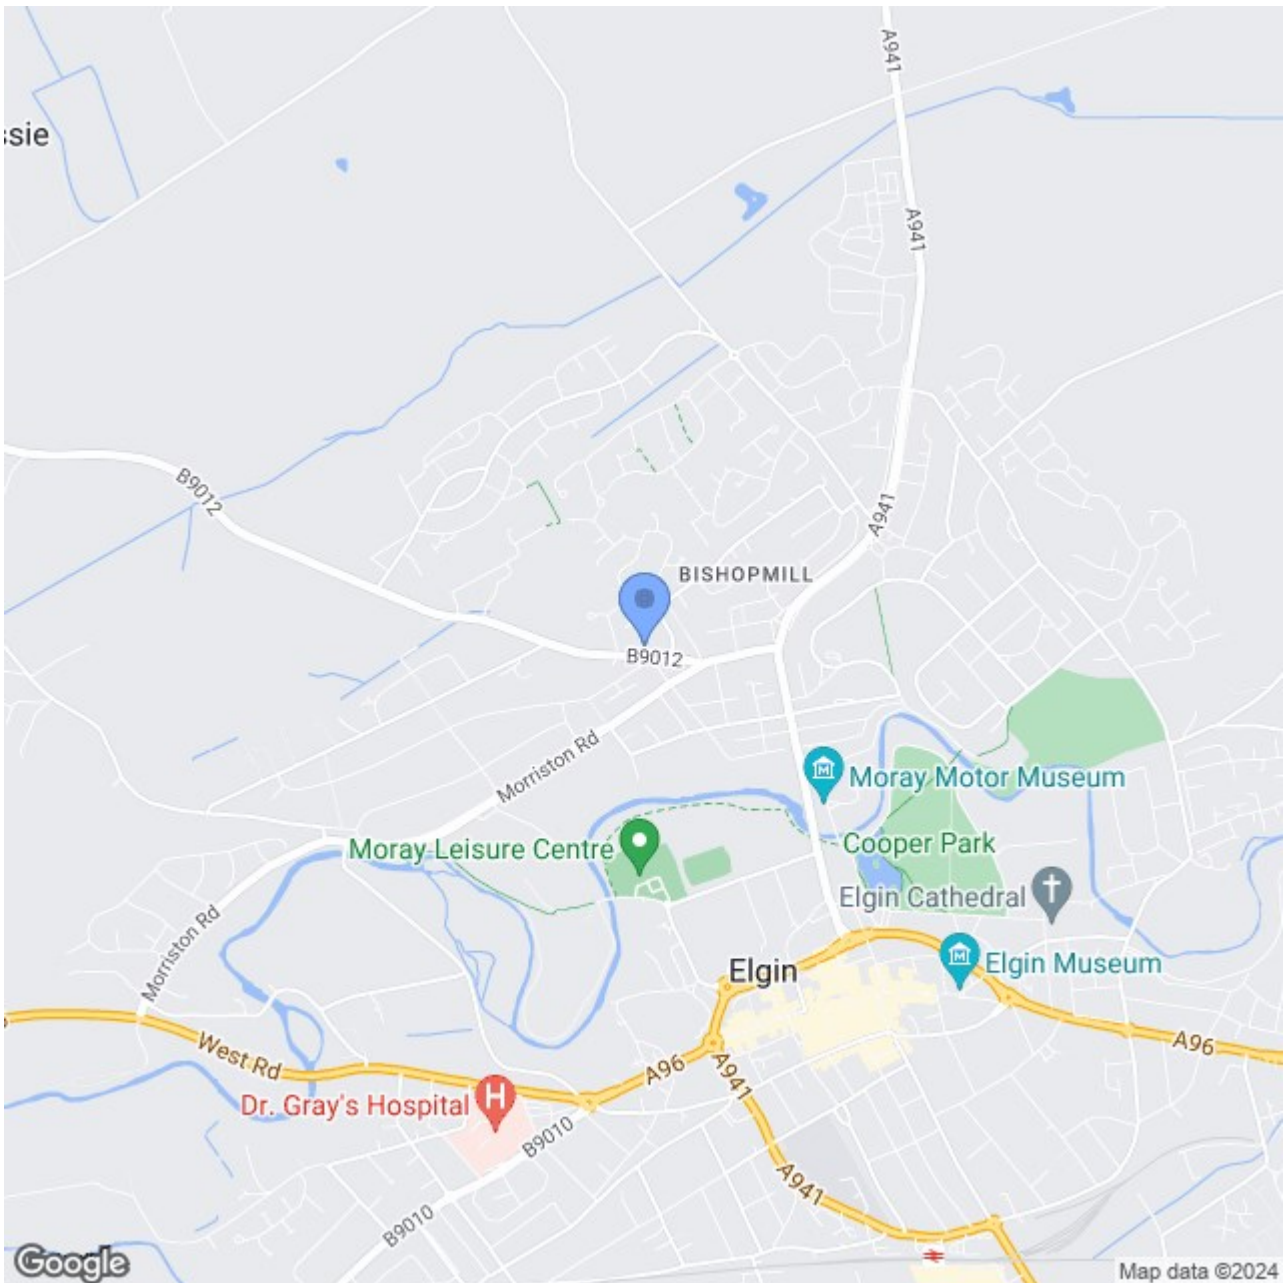 A941
ssie
A941
B9012
A941
BISHOPMILL
B9012
Morriston Rd
Moray Motor Museum
Moray Leisure Centre
Cooper Park
Elgin Cathedral
Morriston Rd
Elgin
Elgin Museum
West Rd
A96
A96
A941
Dr. Gray's Hospital
H
B9010
A941
B9010
Google
Map data ©2024